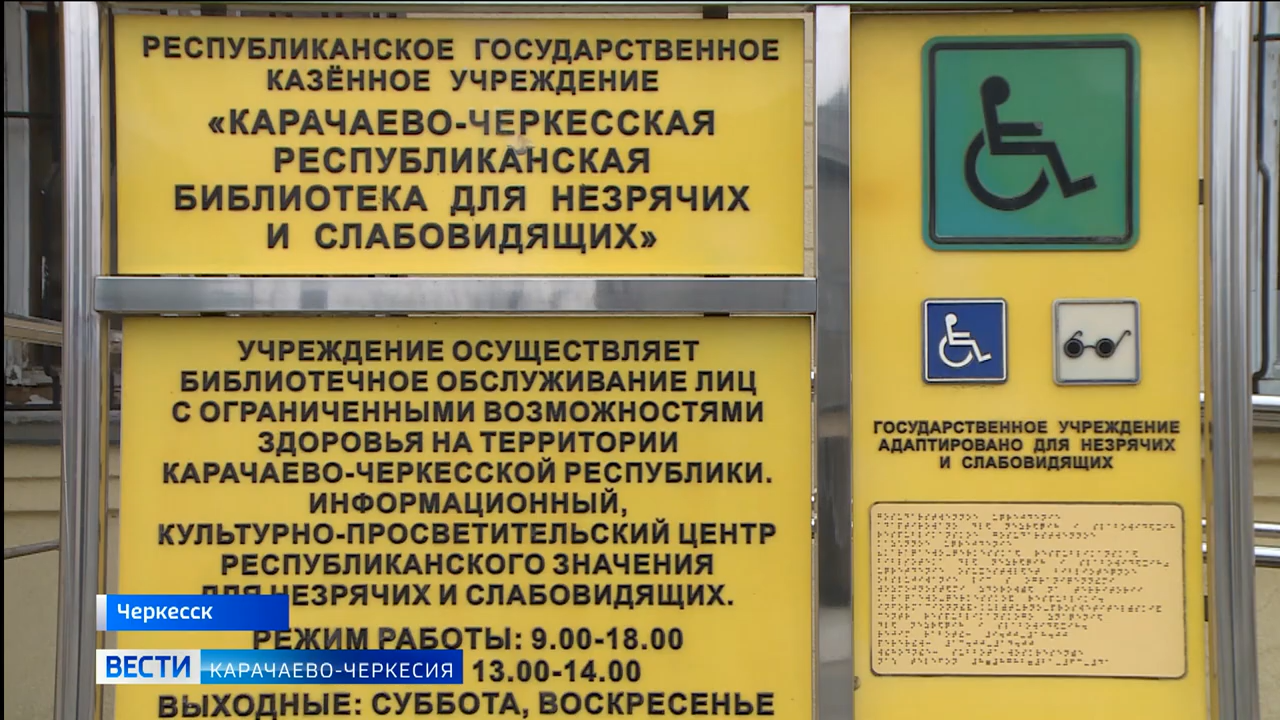 РЕСПУБЛИКАНСКОЕ ГОСУДАРСТВЕННОЕ
КАЗЁННОЕ УЧРЕЖДЕНИЕ
«КАРАЧАЕВО-ЧЕРКЕССКАЯ
РЕСПУБЛИКАНСКАЯ
БИБЛИОТЕКА ДЛЯ НЕЗРЯЧИХ
И СЛАБОВИДЯЩИХ»
УЧРЕЖДЕНИЕ ОСУЩЕСТВЛЯЕТ
БИБЛИОТЕЧНОЕ ОБСЛУЖИВАНИЕ ЛИЦ
С ОГРАНИЧЕННЫМИ ВОЗМОЖНОСТЯМИ
ЗДОРОВЬЯ НА ТЕРРИТОРИИ
КАРАЧАЕВО-ЧЕРКЕССКОЙ РЕСПУБЛИКИ.
ИНФОРМАЦИОННЫЙ,
КУЛЬТУРНО-ПРОСВЕТИТЕЛЬСКИЙ ЦЕНТР
РЕСПУБЛИКАНСКОГО ЗНАЧЕНИЯ
ДЛЯ НЕЗРЯЧИХ И СЛАБОВИДЯЩИХ.
РЕЖИМ РАБОТЫ: 9.00-18.00
13.00-14.00
ВЫХОДНЫЕ: СУББОТА, ВОСКРЕСЕНЬЕ
ГОСУДАРСТВЕННОЕ УЧРЕЖДЕНИЕ
АДАПТИРОВАНО ДЛЯ НЕЗРЯЧИХ
И СЛАБОВИДЯЩИХ
Черкесск
ВЕСТИ КАРАЧАЕВО-ЧЕРКЕСИЯ